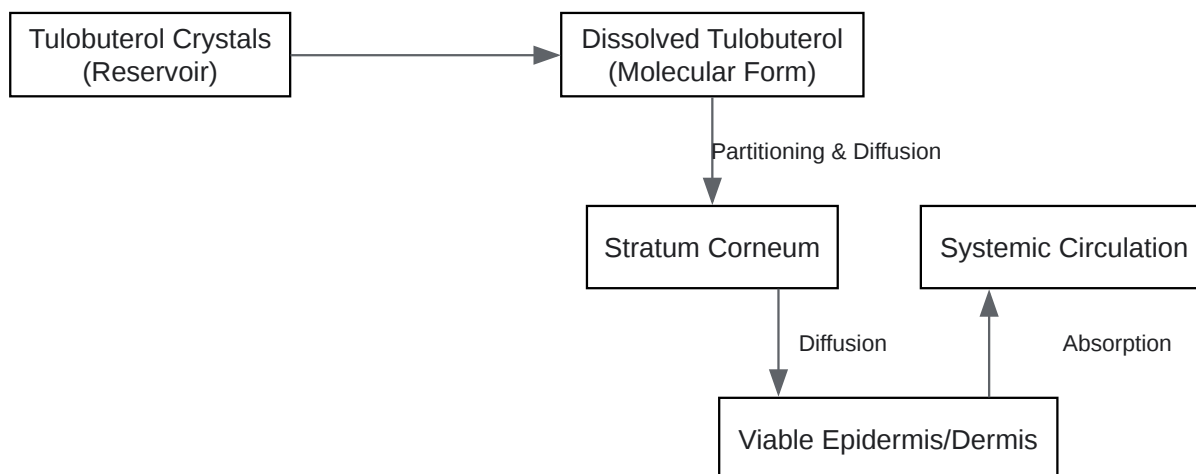 Tulobuterol Crystals
(Reservoir)
Dissolved Tulobuterol
(Molecular Form)
Partitioning & Diffusion
Stratum Corneum
Systemic Circulation
Diffusion
Absorption
Viable Epidermis/Dermis